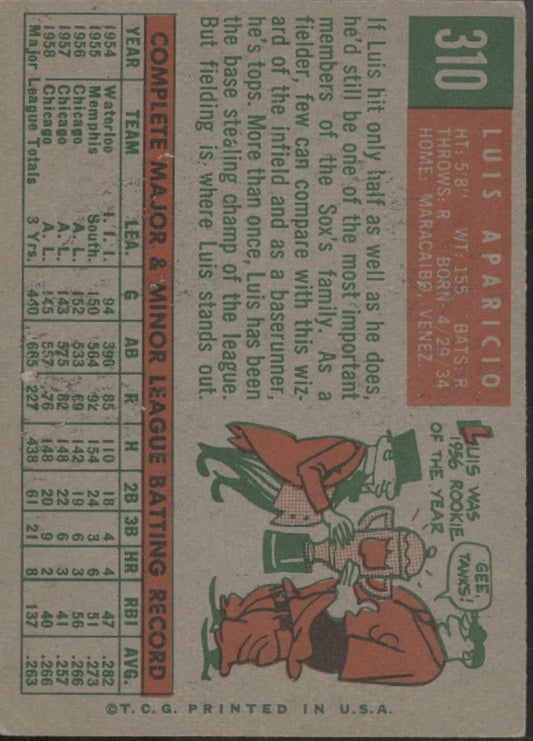 310
LUIS APARICIO
HT: 5'8" WT: 155 BATS: R
THROWS: R BORN: 4/29/34
HOME: MARACAIBO, VENEZ.
If Luis hit only half as well as he does,
he'd still be one of the most important
members of the Sox's family. As a
fielder, few can compare with this wiz-
ard of the infield and as a baserunner,
he's tops. More than once, Luis has been
the base stealing champ of the league.
But fielding is where Luis stands out.
LUIS WAS
1956 ROOKIE
OF THE YEAR
GEE,
TANKS!
COMPLETE MAJOR & MINOR LEAGUE BATTING RECORD
YEAR TEAM LEA. G AB R H 2B 3B HR RBI AVG.
1954 Waterloo I. I. I. 94 390 85 110 18 4 4 47 .282
1955 Memphis South. 150 564 92 154 24 3 6 51 .273
1956 Chicago A. L. 152 533 69 142 19 6 3 56 .266
1957 Chicago A. L. 143 575 82 148 22 6 3 41 .257
1958 Chicago A. L. 145 557 76 148 20 9 2 40 .266
Major League Totals 3 Yrs. 440 1665 227 438 61 21 8 137 .263
©T.C.G. PRINTED IN U.S.A.